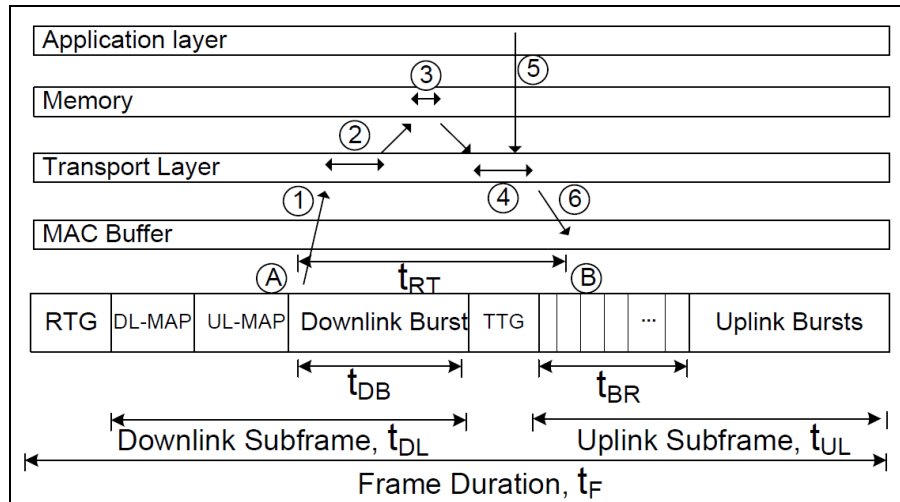 Application layer
③
⑤
Memory
②
Transport Layer
①
④
⑥
MAC Buffer
Ⓐ
tRT
Ⓑ
RTG
DL-MAP
UL-MAP
Downlink Burst
TTG
...
Uplink Bursts
tDB
tBR
Downlink Subframe, tDL
Uplink Subframe, tUL
Frame Duration, tF